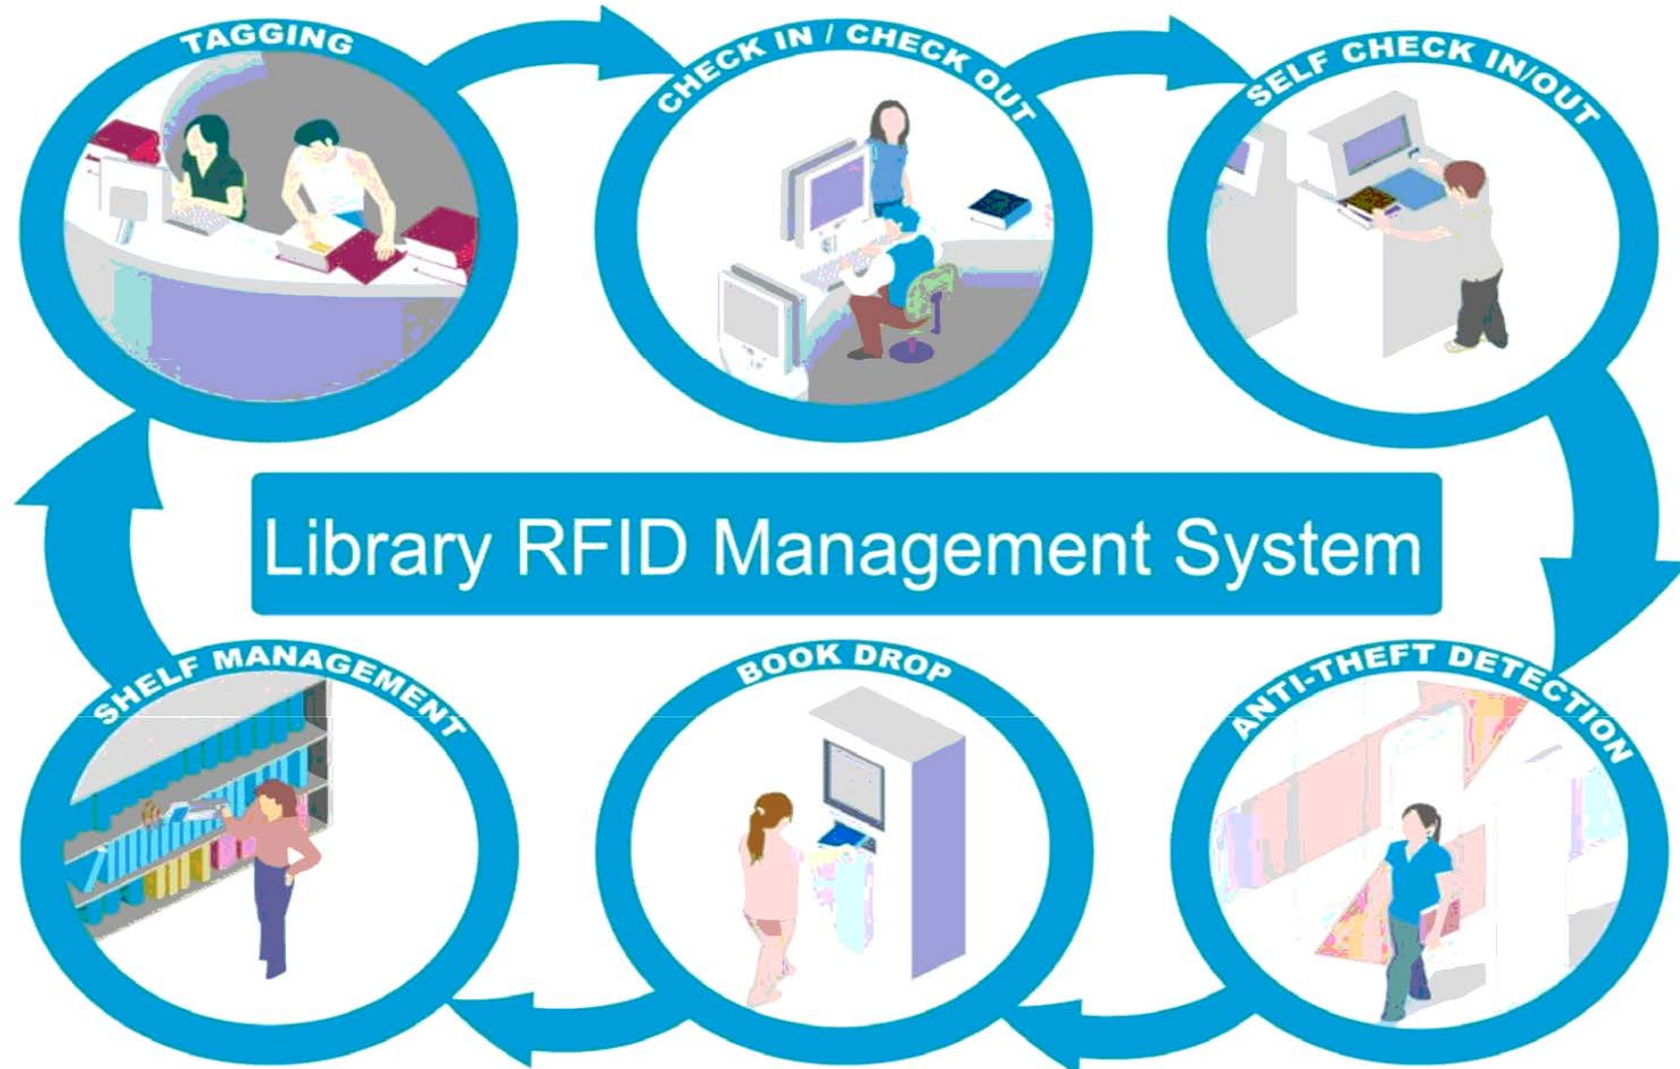 TAGGING
CHECK IN / CHECK OUT
SELF CHECK IN/OUT
Library RFID Management System
SHELF MANAGEMENT
BOOK DROP
ANTI-THEFT DETECTION